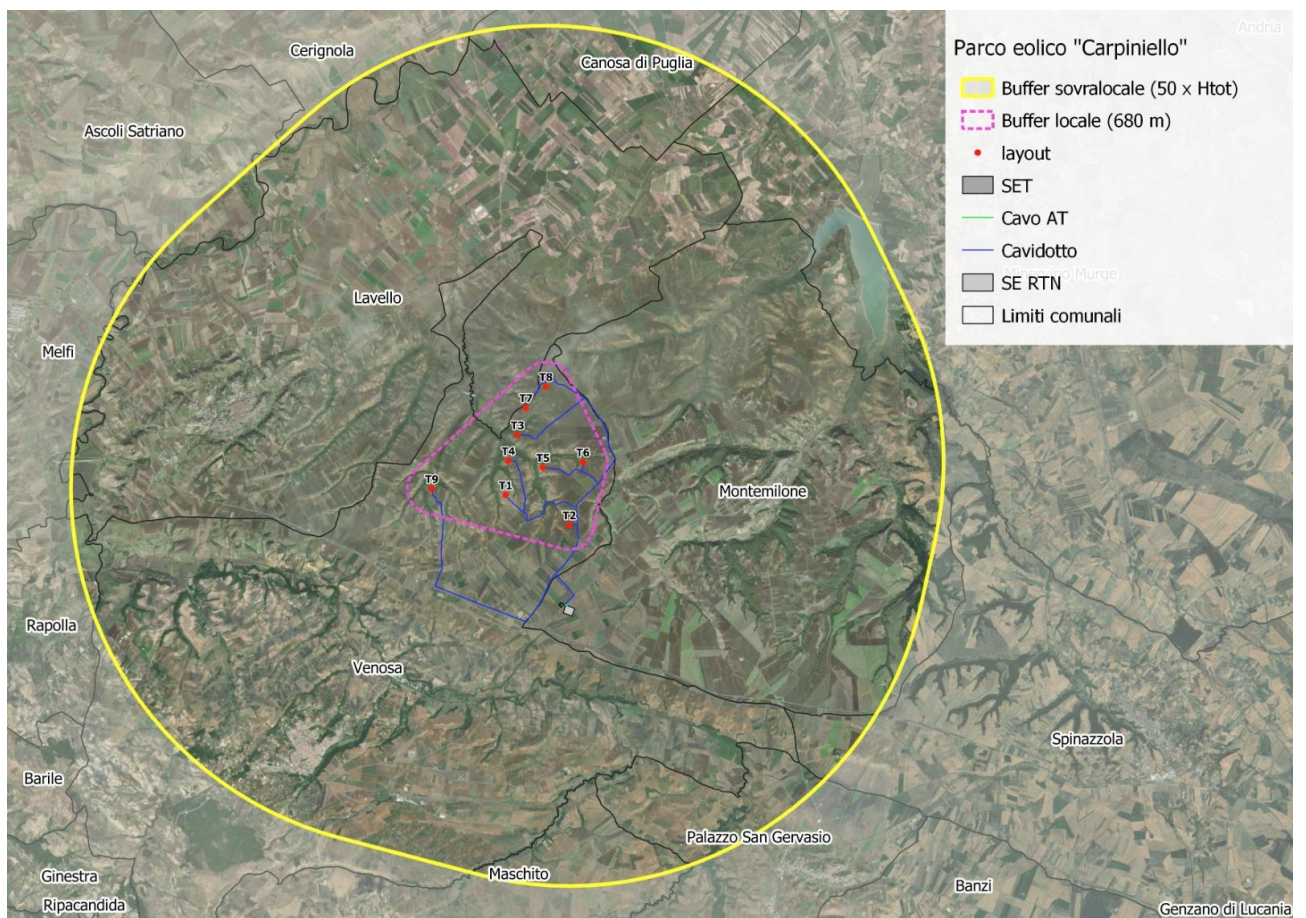 Andria
Cerignola
Canosa di Puglia
Parco eolico "Carpiniello"
Buffer sovralocale (50 x Htot)
Buffer locale (680 m)
layout
SET
Cavo AT
Cavidotto
SE RTN
Limiti comunali
Minervino Murge
Ascoli Satriano
Lavello
Melfi
T8
T7
T3
T4
T5
T6
T9
T1
T2
Montemilone
Rapolla
Venosa
Spinazzola
Barile
Palazzo San Gervasio
Maschito
Ginestra
Ripacandida
Banzi
Genzano di Lucania